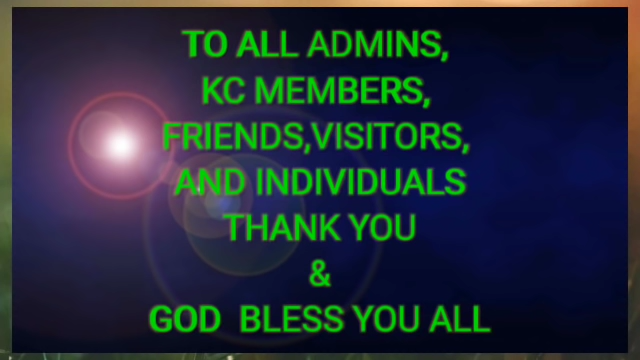 TO ALL ADMINS,
KC MEMBERS,
FRIENDS,VISITORS,
AND INDIVIDUALS
THANK YOU
&
GOD  BLESS YOU ALL